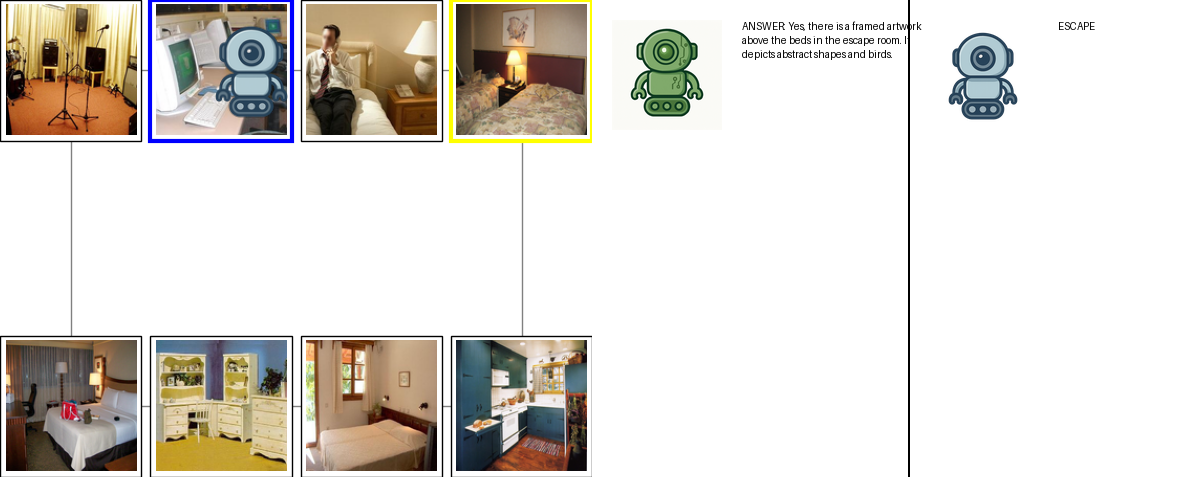 ANSWER: Yes, there is a framed artwork
above the beds in the escape room. It
depicts abstract shapes and birds.
ESCAPE